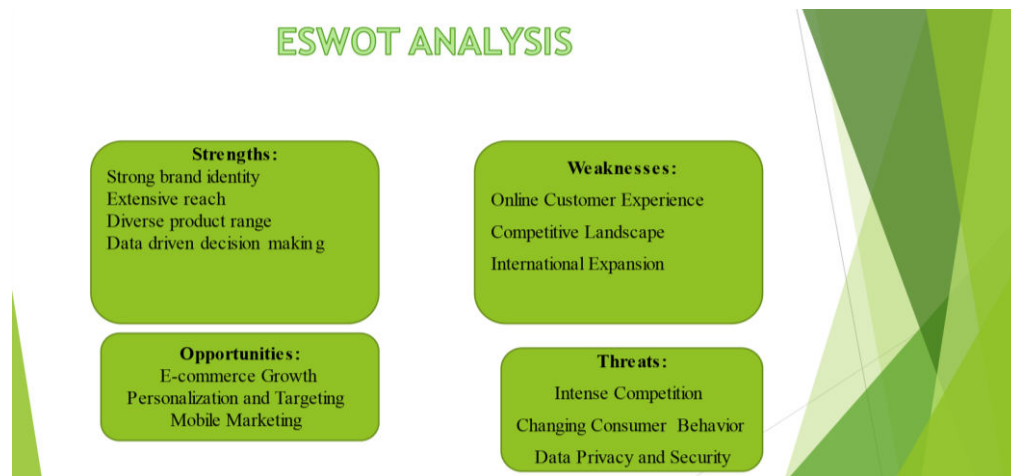 ESWOT ANALYSIS
Strengths:
Strong brand identity
Extensive reach
Diverse product range
Data driven decision making
Weaknesses:
Online Customer Experience
Competitive Landscape
International Expansion
Opportunities:
E-commerce Growth
Personalization and Targeting
Mobile Marketing
Threats:
Intense Competition
Changing Consumer Behavior
Data Privacy and Security